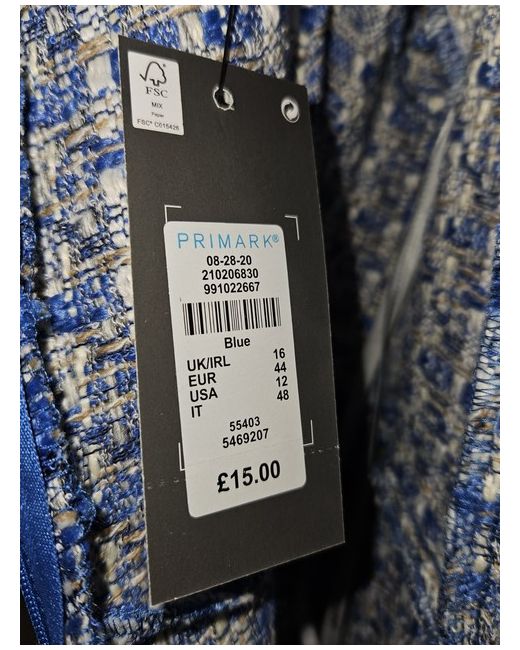 FSC
MIX
Paper
FSC® C015426
PRIMARK®
08-28-20
210206830
991022667
Blue
UK/IRL 16
EUR 44
USA 12
IT 48
55403
5469207
£15.00